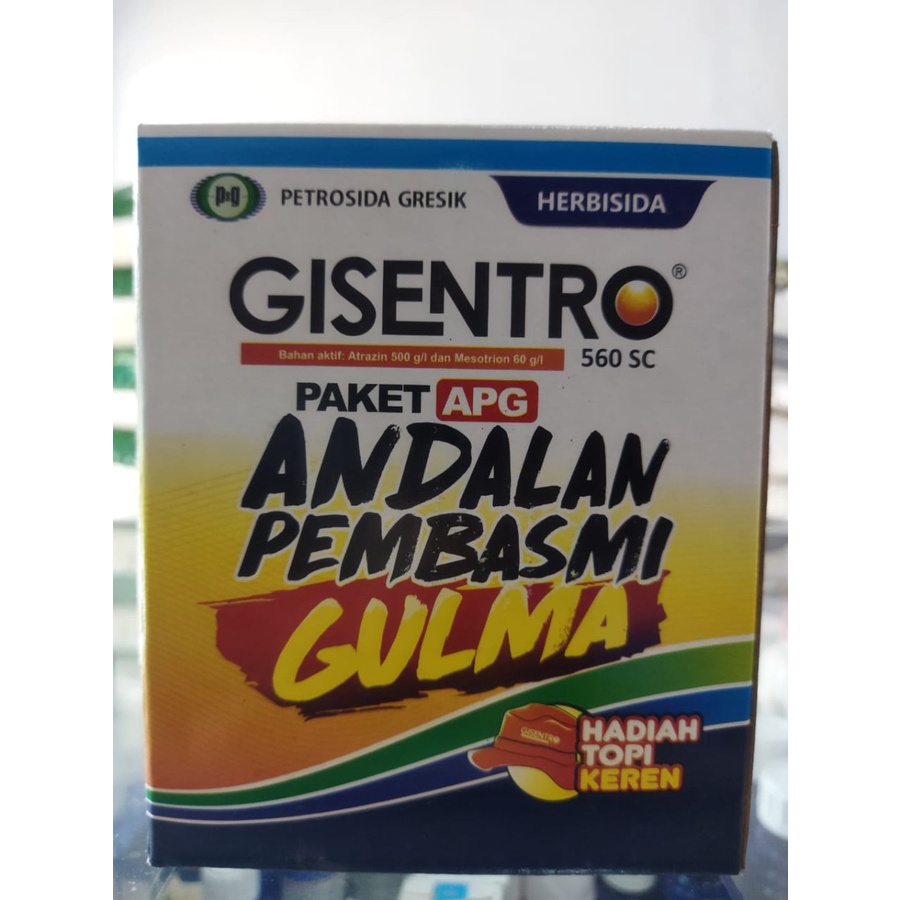 p&g PETROSIDA GRESIK
HERBISIDA
GISENTRO®
Bahan aktif: Atrazin 500 g/l dan Mesotrion 60 g/l
560 SC
PAKET APG
ANDALAN
PEMBASMI
GULMA
GISENTRO
HADIAH
TOPI
KEREN